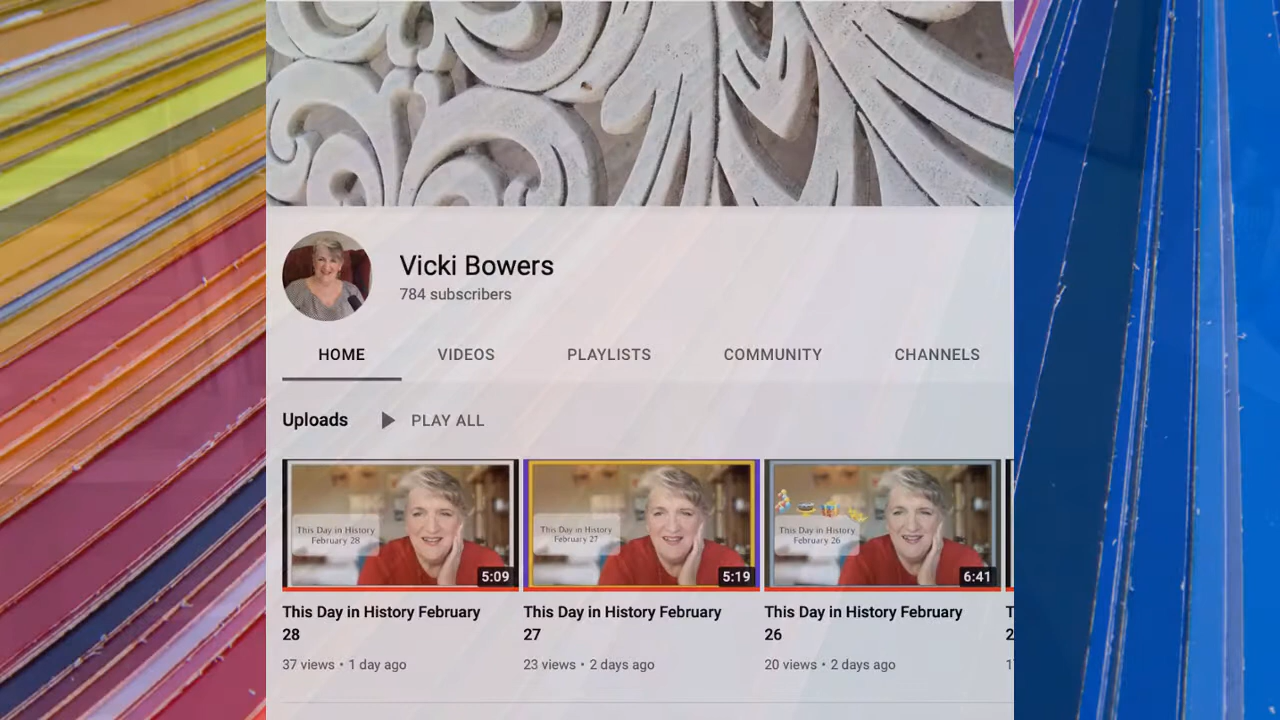 Vicki Bowers
784 subscribers
HOME VIDEOS PLAYLISTS COMMUNITY CHANNELS
Uploads PLAY ALL
This Day in History
February 28
5:09
This Day in History
February 27
5:19
This Day in History
February 26
6:41
This Day in History February
28
37 views • 1 day ago
This Day in History February
27
23 views • 2 days ago
This Day in History February
26
20 views • 2 days ago